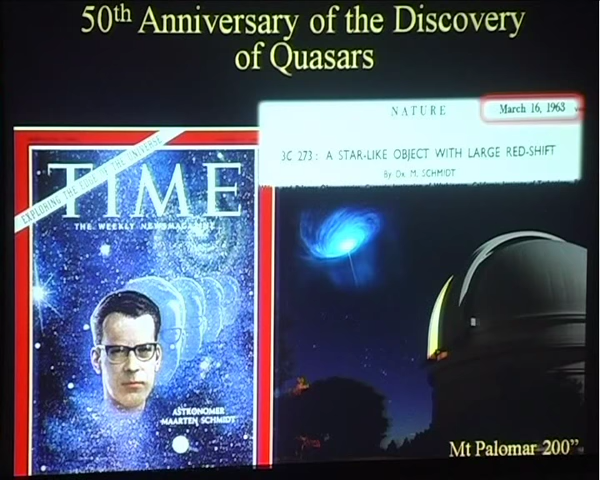 50th Anniversary of the Discovery
of Quasars
NATURE
March 16, 1963
3C 273 : A STAR-LIKE OBJECT WITH LARGE RED-SHIFT
By DR. M. SCHMIDT
EXPLORING THE EDGE OF THE UNIVERSE
TIME
THE WEEKLY NEWSMAGAZINE
ASTRONOMER
MAARTEN SCHMIDT
Mt Palomar 200”